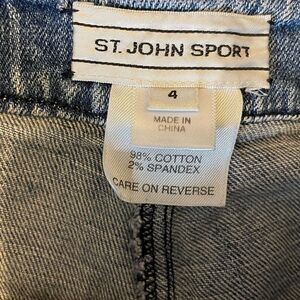 ST. JOHN SPORT
4
MADE IN
CHINA
98% COTTON
2% SPANDEX
CARE ON REVERSE